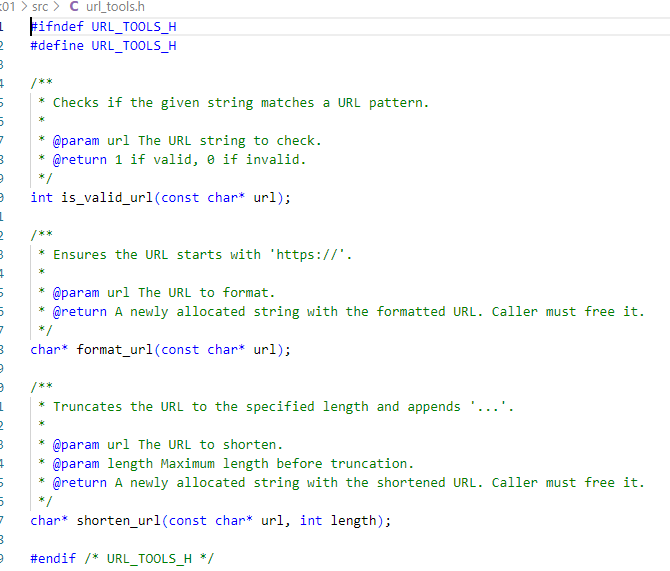 01 > src > C url_tools.h
1 #ifndef URL_TOOLS_H
2 #define URL_TOOLS_H
3
4 /**
5 * Checks if the given string matches a URL pattern.
6 *
7 * @param url The URL string to check.
8 * @return 1 if valid, 0 if invalid.
9 */
0 int is_valid_url(const char* url);
1
2 /**
3 * Ensures the URL starts with 'https://'.
4 *
5 * @param url The URL to format.
6 * @return A newly allocated string with the formatted URL. Caller must free it.
7 */
8 char* format_url(const char* url);
9
0 /**
1 * Truncates the URL to the specified length and appends '...'.
2 *
3 * @param url The URL to shorten.
4 * @param length Maximum length before truncation.
5 * @return A newly allocated string with the shortened URL. Caller must free it.
6 */
7 char* shorten_url(const char* url, int length);
8
9 #endif /* URL_TOOLS_H */